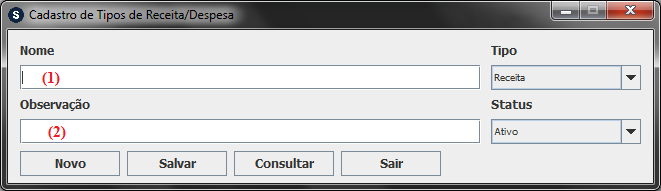 S Cadastro de Tipos de Receita/Despesa
Nome Tipo
(1) Receita
Observação Status
(2) Ativo
Novo Salvar Consultar Sair